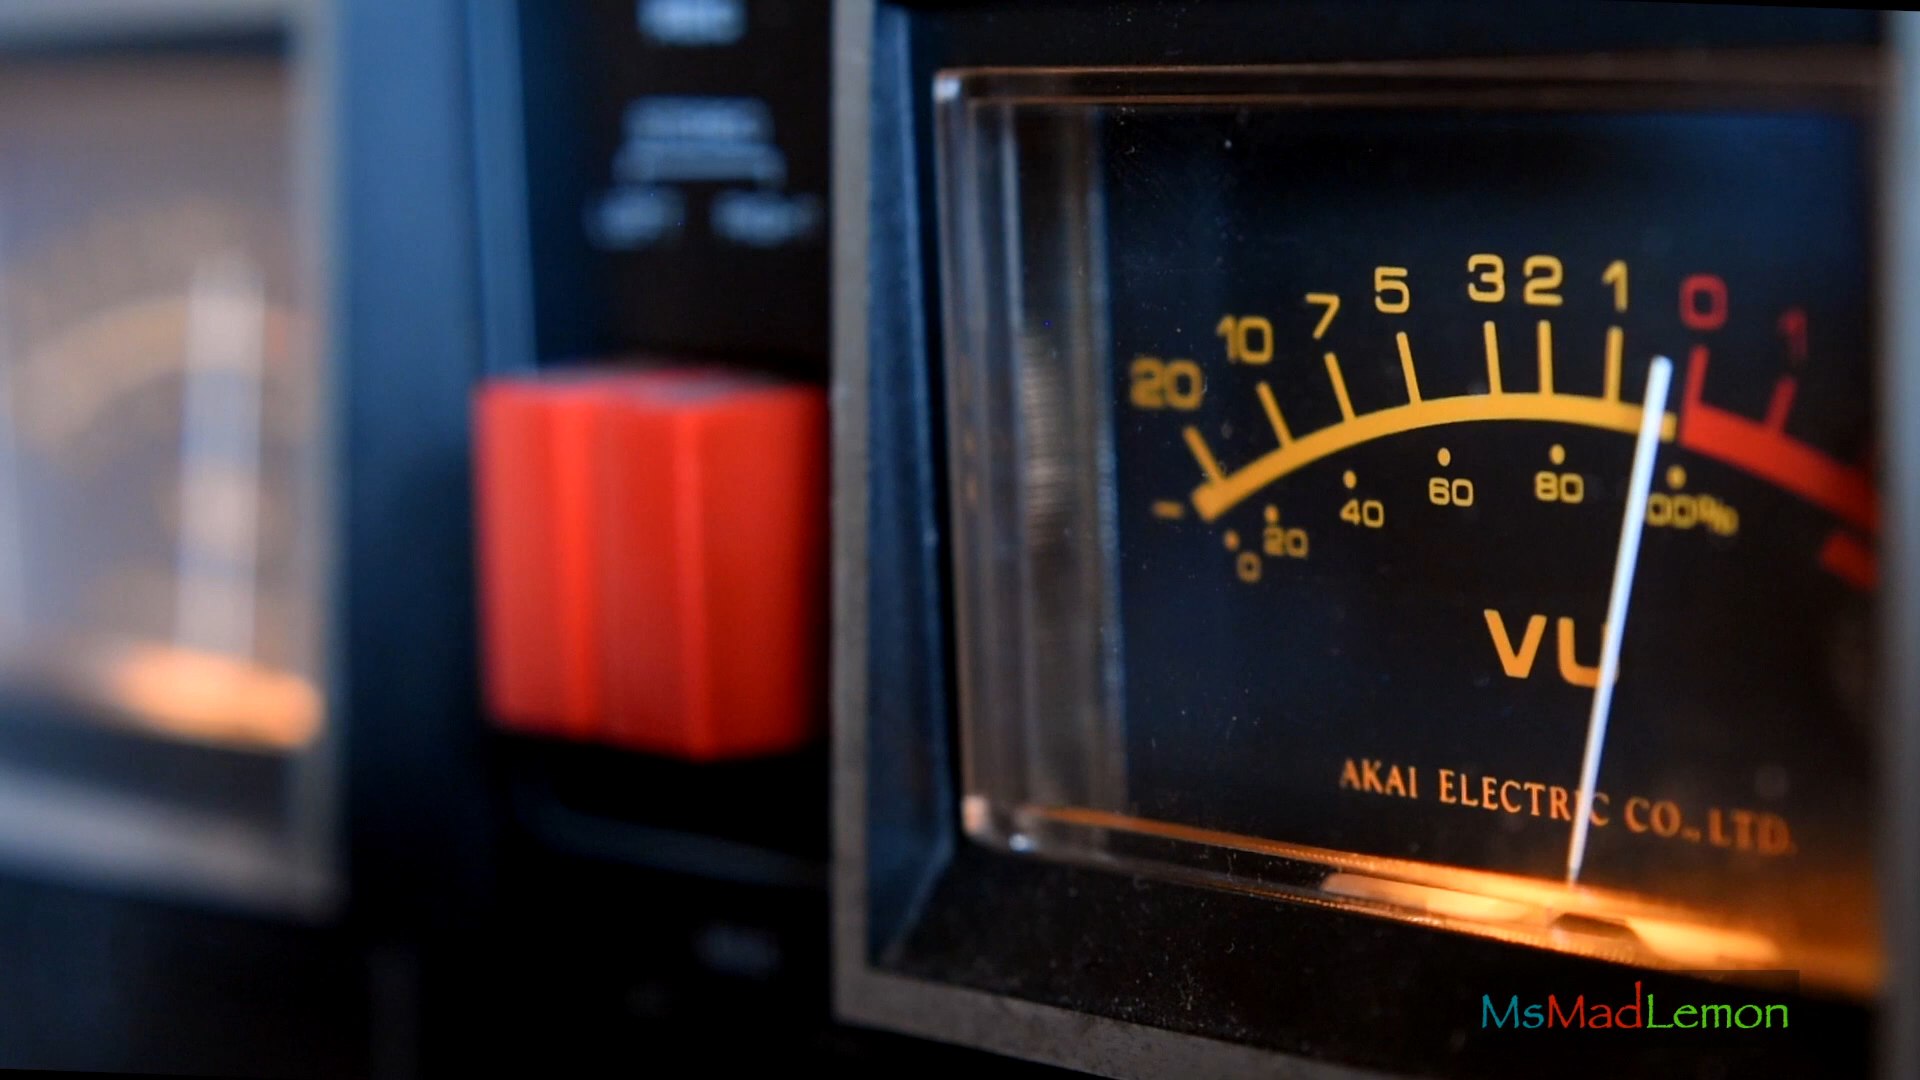 20 10 7 5 3 2 1 0 1
-
0 20 40 60 80 00%
VU
AKAI ELECTRIC CO., LTD.
MsMadLemon